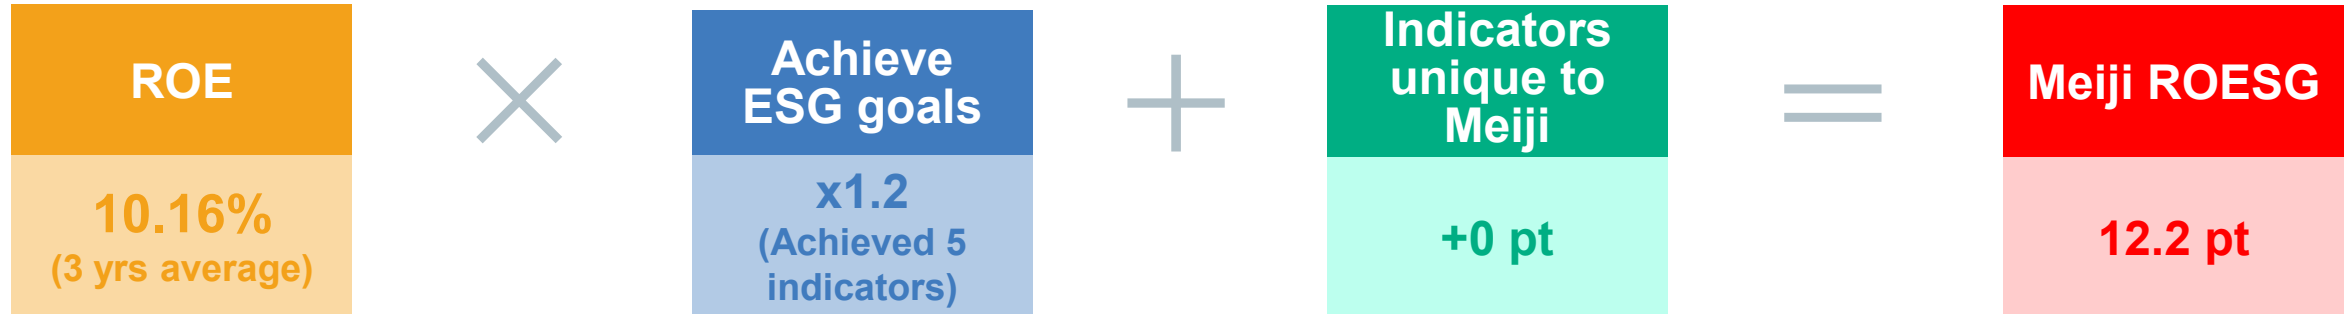 ROE
10.16%
(3 yrs average)
Achieve
ESG goals
x1.2
(Achieved 5
indicators)
Indicators
unique to
Meiji
+0 pt
Meiji ROESG
12.2 pt